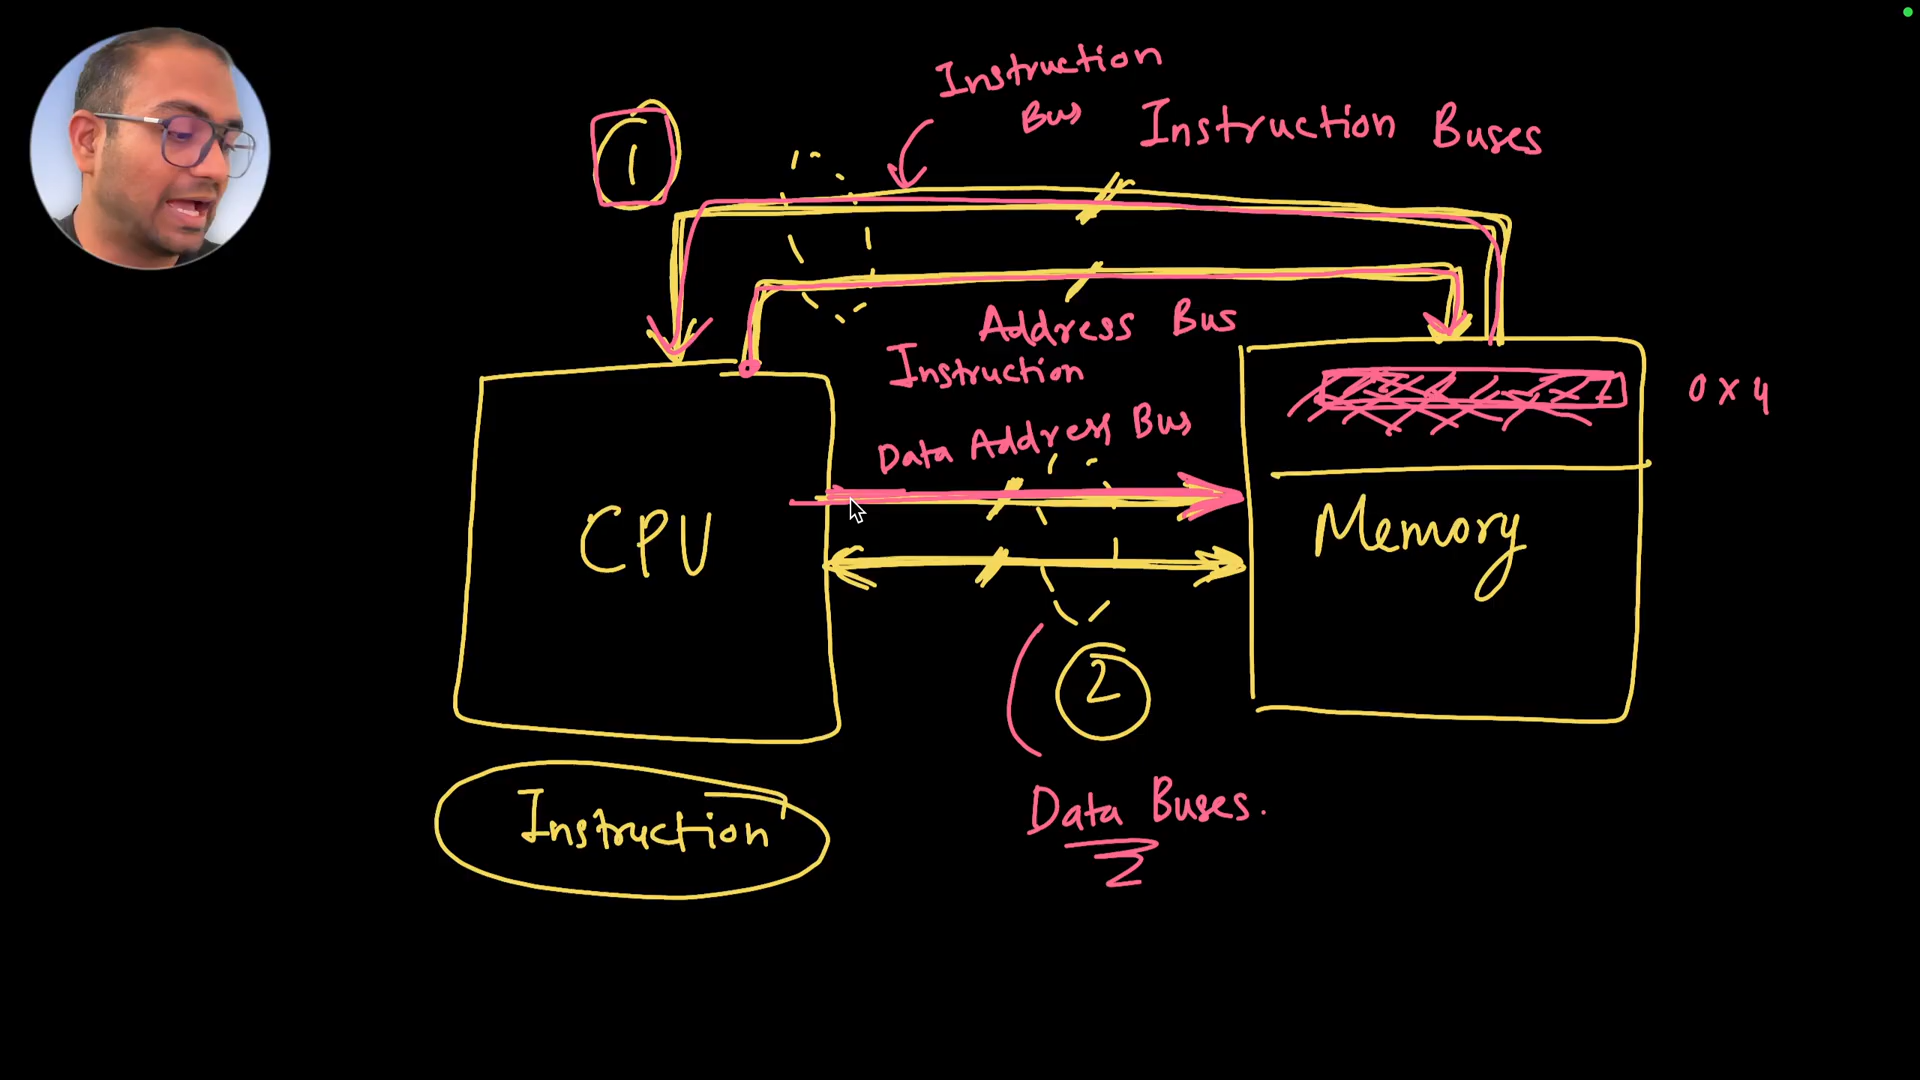 Instruction
Bus
Instruction Buses
1
Address Bus
Instruction
0x4
Data Address Bus
CPU
Memory
2
Instruction
Data Buses.